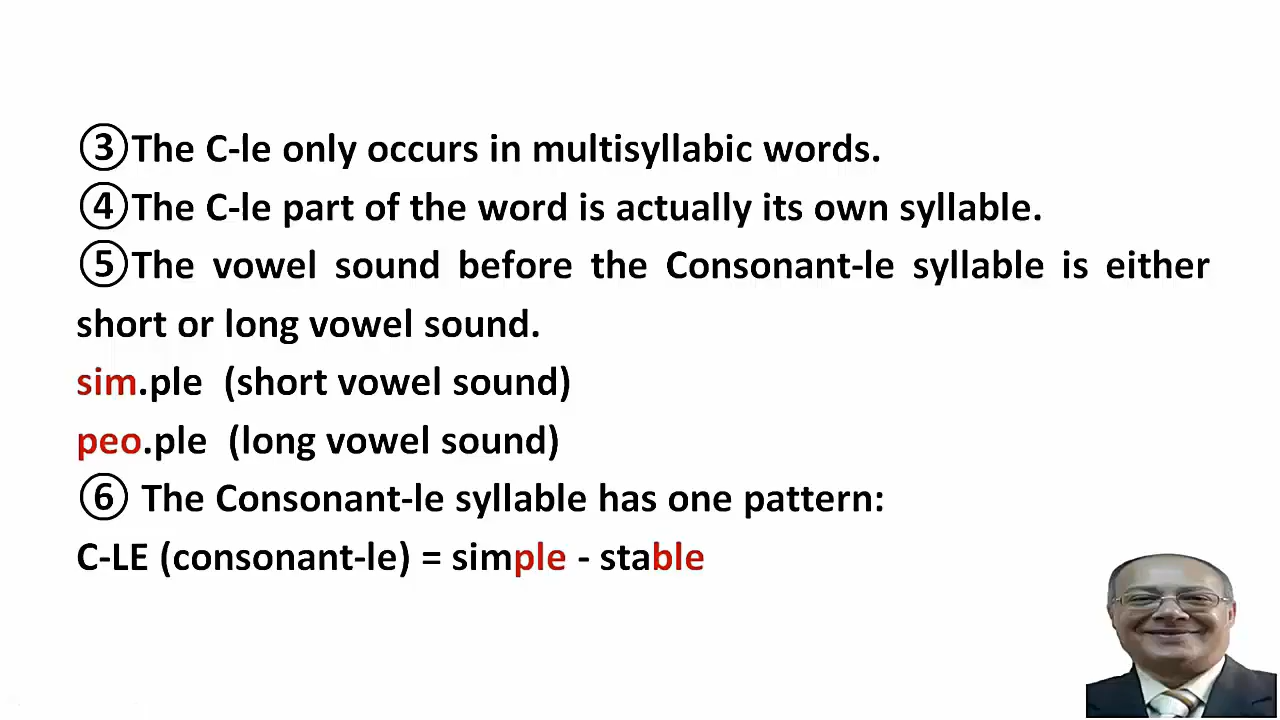 ③The C-le only occurs in multisyllabic words.
④The C-le part of the word is actually its own syllable.
⑤The vowel sound before the Consonant-le syllable is either
short or long vowel sound.
sim.ple (short vowel sound)
peo.ple (long vowel sound)
⑥ The Consonant-le syllable has one pattern:
C-LE (consonant-le) = simple - stable